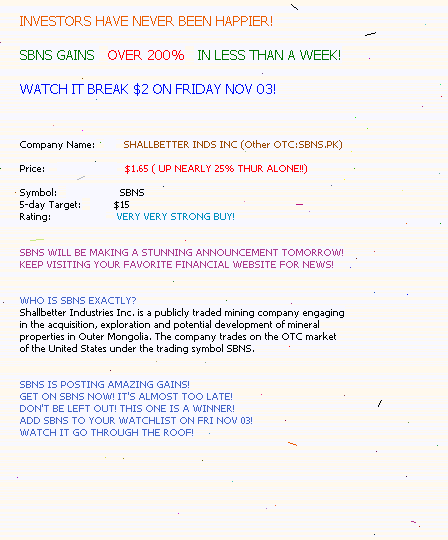 INVESTORS HAVE NEVER BEEN HAPPIER!
SBNS GAINS OVER 200% IN LESS THAN A WEEK!
WATCH IT BREAK $2 ON FRIDAY NOV 03!
Company Name: SHALLBETTER INDS INC (Other OTC:SBNS.PK)
Price: $1.65 ( UP NEARLY 25% THUR ALONE!!)
Symbol: SBNS
5-day Target: $15
Rating: VERY VERY STRONG BUY!
SBNS WILL BE MAKING A STUNNING ANNOUNCEMENT TOMORROW!
KEEP VISITING YOUR FAVORITE FINANCIAL WEBSITE FOR NEWS!
WHO IS SBNS EXACTLY?
Shallbetter Industries Inc. is a publicly traded mining company engaging
in the acquisition, exploration and potential development of mineral
properties in Outer Mongolia. The company trades on the OTC market
of the United States under the trading symbol SBNS.
SBNS IS POSTING AMAZING GAINS!
GET ON SBNS NOW! IT'S ALMOST TOO LATE!
DON'T BE LEFT OUT! THIS ONE IS A WINNER!
ADD SBNS TO YOUR WATCHLIST ON FRI NOV 03!
WATCH IT GO THROUGH THE ROOF!